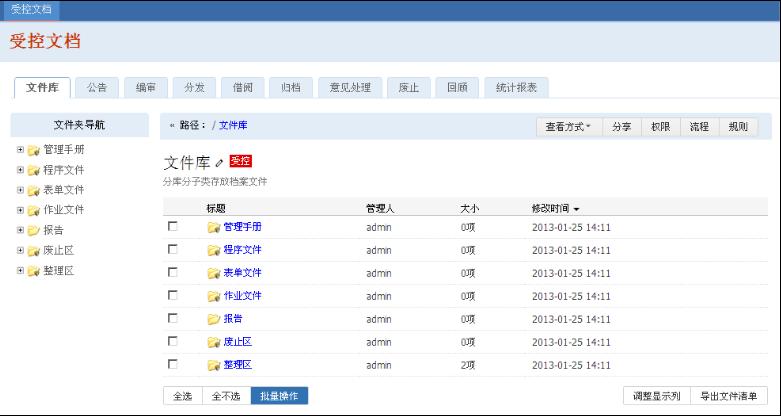 受控文档
受控文档
文件库 公告 编审 分发 借阅 归档 意见处理 废止 回顾 统计报表
文件夹导航
管理手册
程序文件
表单文件
作业文件
报告
废止区
整理区
« 路径： / 文件库
查看方式 分享 权限 流程 规则
文件库 受控
分库分子类存放档案文件
标题 管理人 大小 修改时间
管理手册 admin 0项 2013-01-25 14:11
程序文件 admin 0项 2013-01-25 14:11
表单文件 admin 0项 2013-01-25 14:11
作业文件 admin 0项 2013-01-25 14:11
报告 admin 0项 2013-01-25 14:11
废止区 admin 0项 2013-01-25 14:11
整理区 admin 2项 2013-01-25 14:11
全选 全不选 批量操作 调整显示列 导出文件清单